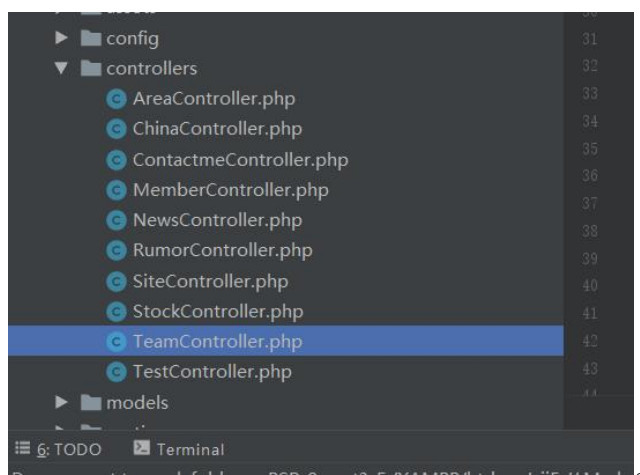 config
controllers
AreaController.php
ChinaController.php
ContactmeController.php
MemberController.php
NewsController.php
RumorController.php
SiteController.php
StockController.php
TeamController.php
TestController.php
models
31
32
33
34
35
36
37
38
39
40
41
42
43
6: TODO
Terminal